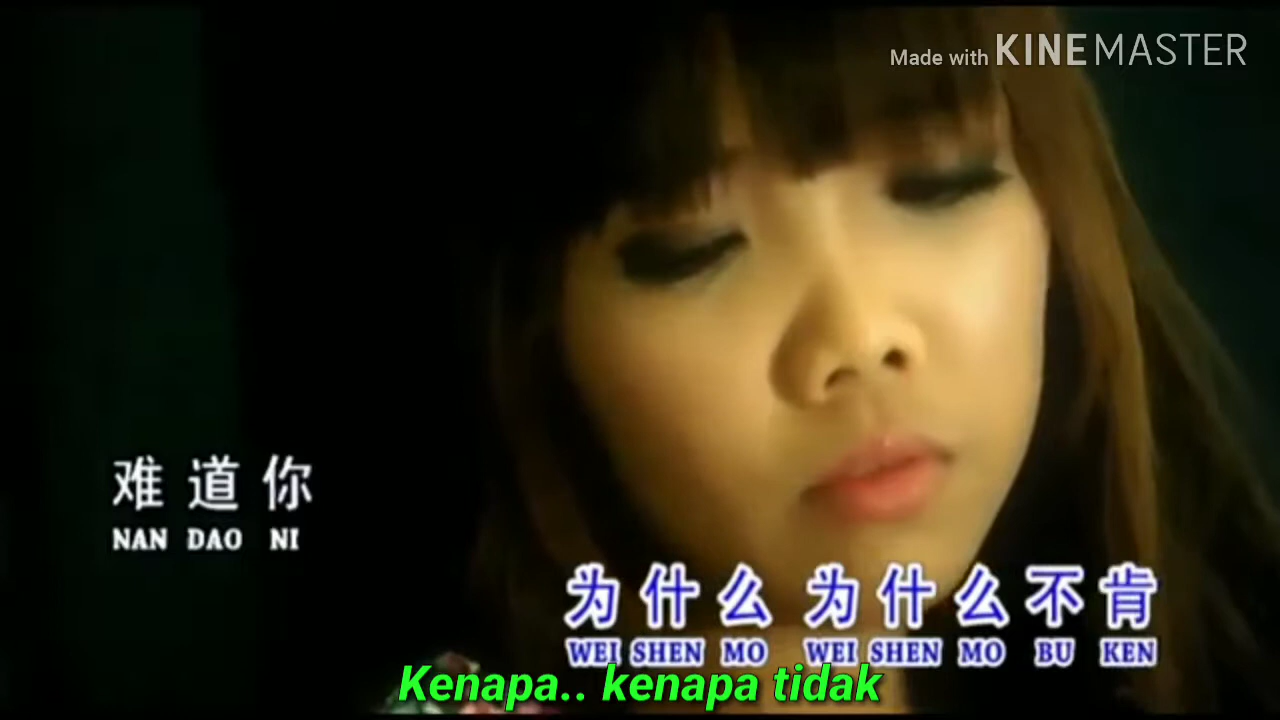 Made with KINEMASTER
难道你
NAN DAO NI
为什么 为什么不肯
WEI SHEN MO WEI SHEN MO BU KEN
Kenapa.. kenapa tidak